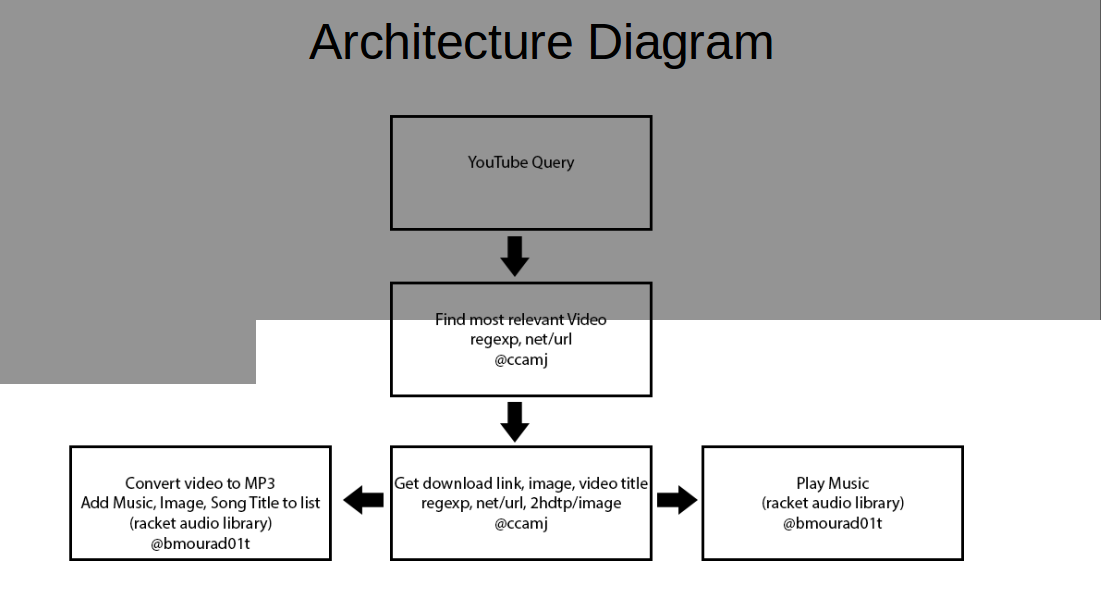 Architecture Diagram
YouTube Query
Find most relevant Video
regexp, net/url
@ccamj
Convert video to MP3
Add Music, Image, Song Title to list
(racket audio library)
@bmourad01t
Get download link, image, video title
regexp, net/url, 2hdtp/image
@ccamj
Play Music
(racket audio library)
@bmourad01t